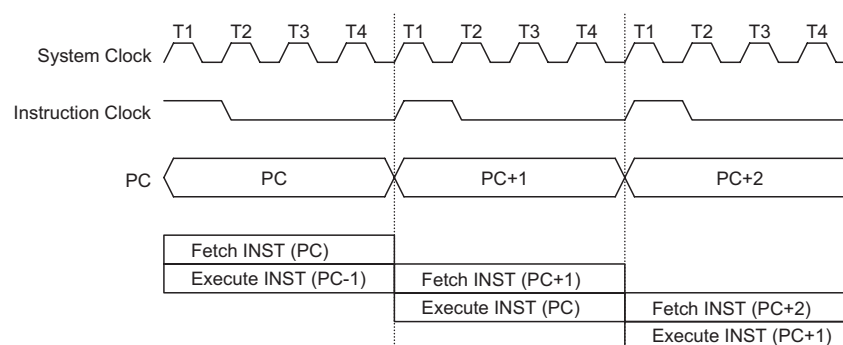 T1 T2 T3 T4 T1 T2 T3 T4 T1 T2 T3 T4
System Clock
Instruction Clock
PC PC PC+1 PC+2
Fetch INST (PC)
Execute INST (PC-1) Fetch INST (PC+1)
Execute INST (PC) Fetch INST (PC+2)
Execute INST (PC+1)